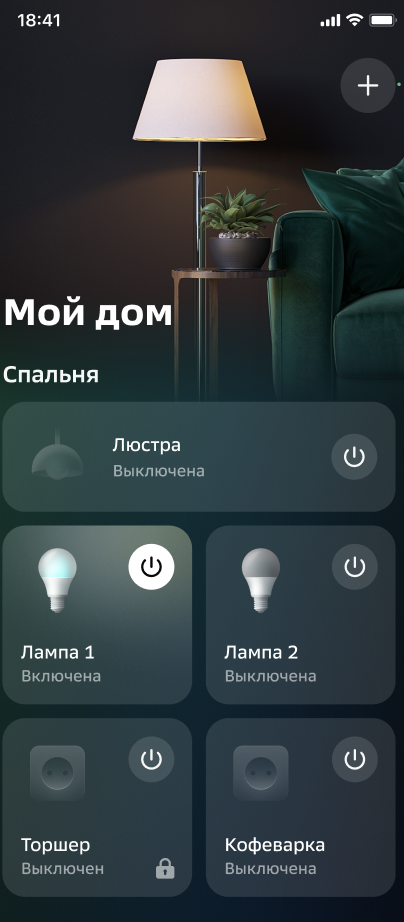 18:41
Мой дом
Спальня
Люстра
Выключена
Лампа 1
Включена
Лампа 2
Выключена
Торшер
Выключен
Кофеварка
Выключена